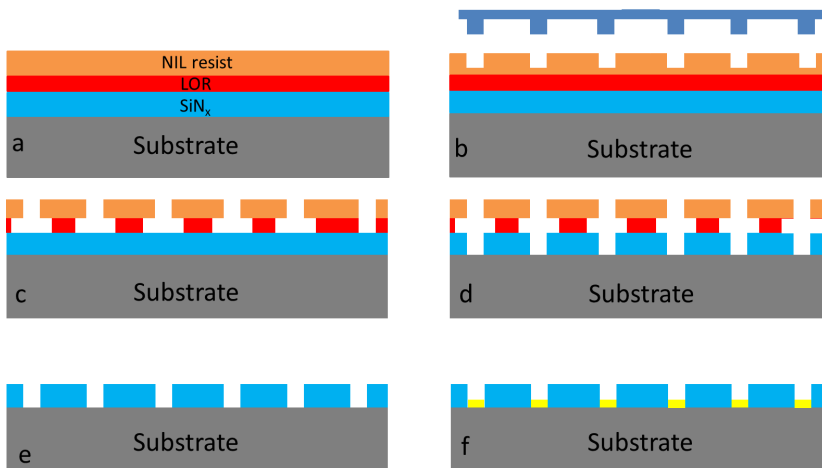 NIL resist
LOR
SiNx
Substrate
a
Substrate
b
Substrate
c
Substrate
d
Substrate
e
Substrate
f